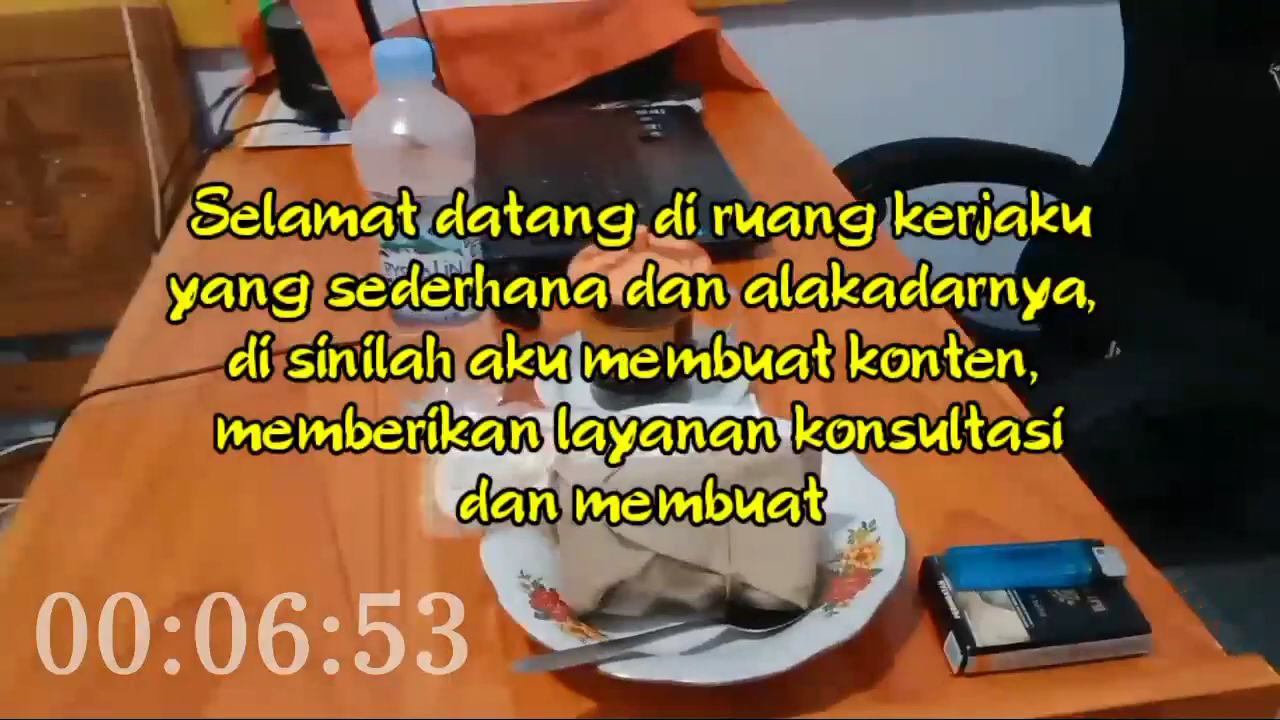 Selamat datang di ruang kerjaku
yang sederhana dan alakadarnya,
di sinilah aku membuat konten,
memberikan layanan konsultasi
dan membuat
00:06:53